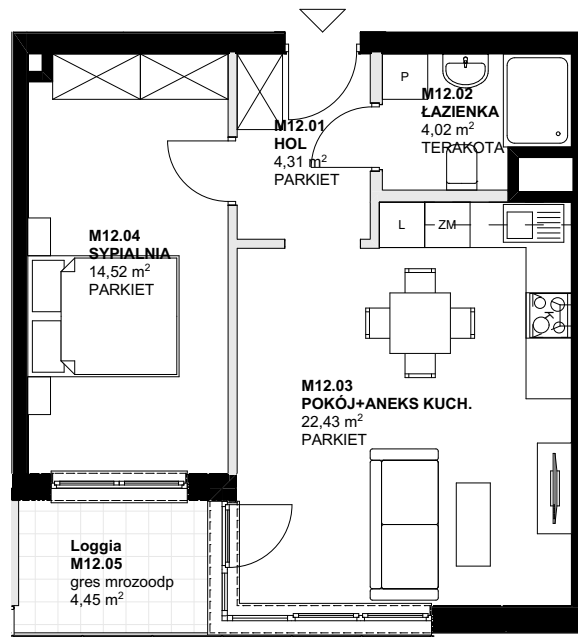 P
M12.02
ŁAZIENKA
4,02 m²
TERAKOTA
M12.01
HOL
4,31 m²
PARKIET
L
ZM
M12.04
SYPIALNIA
14,52 m²
PARKIET
K
M12.03
POKÓJ+ANEKS KUCH.
22,43 m²
PARKIET
Loggia
M12.05
gres mrozoodp
4,45 m²